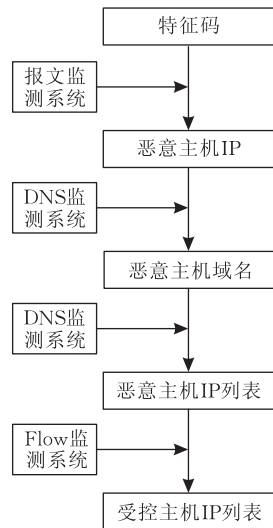 特征码
报文监
测系统
恶意主机IP
DNS监
测系统
恶意主机域名
DNS监
测系统
恶意主机IP列表
Flow监
测系统
受控主机IP列表